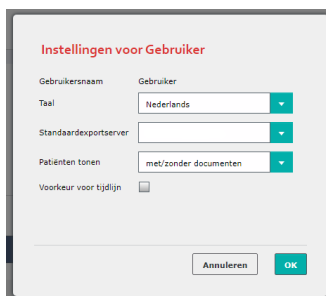 Instellingen voor Gebruiker
Gebruikersnaam Gebruiker
Taal Nederlands
Standaardexportserver
Patiënten tonen met/zonder documenten
Voorkeur voor tijdlijn
Annuleren OK